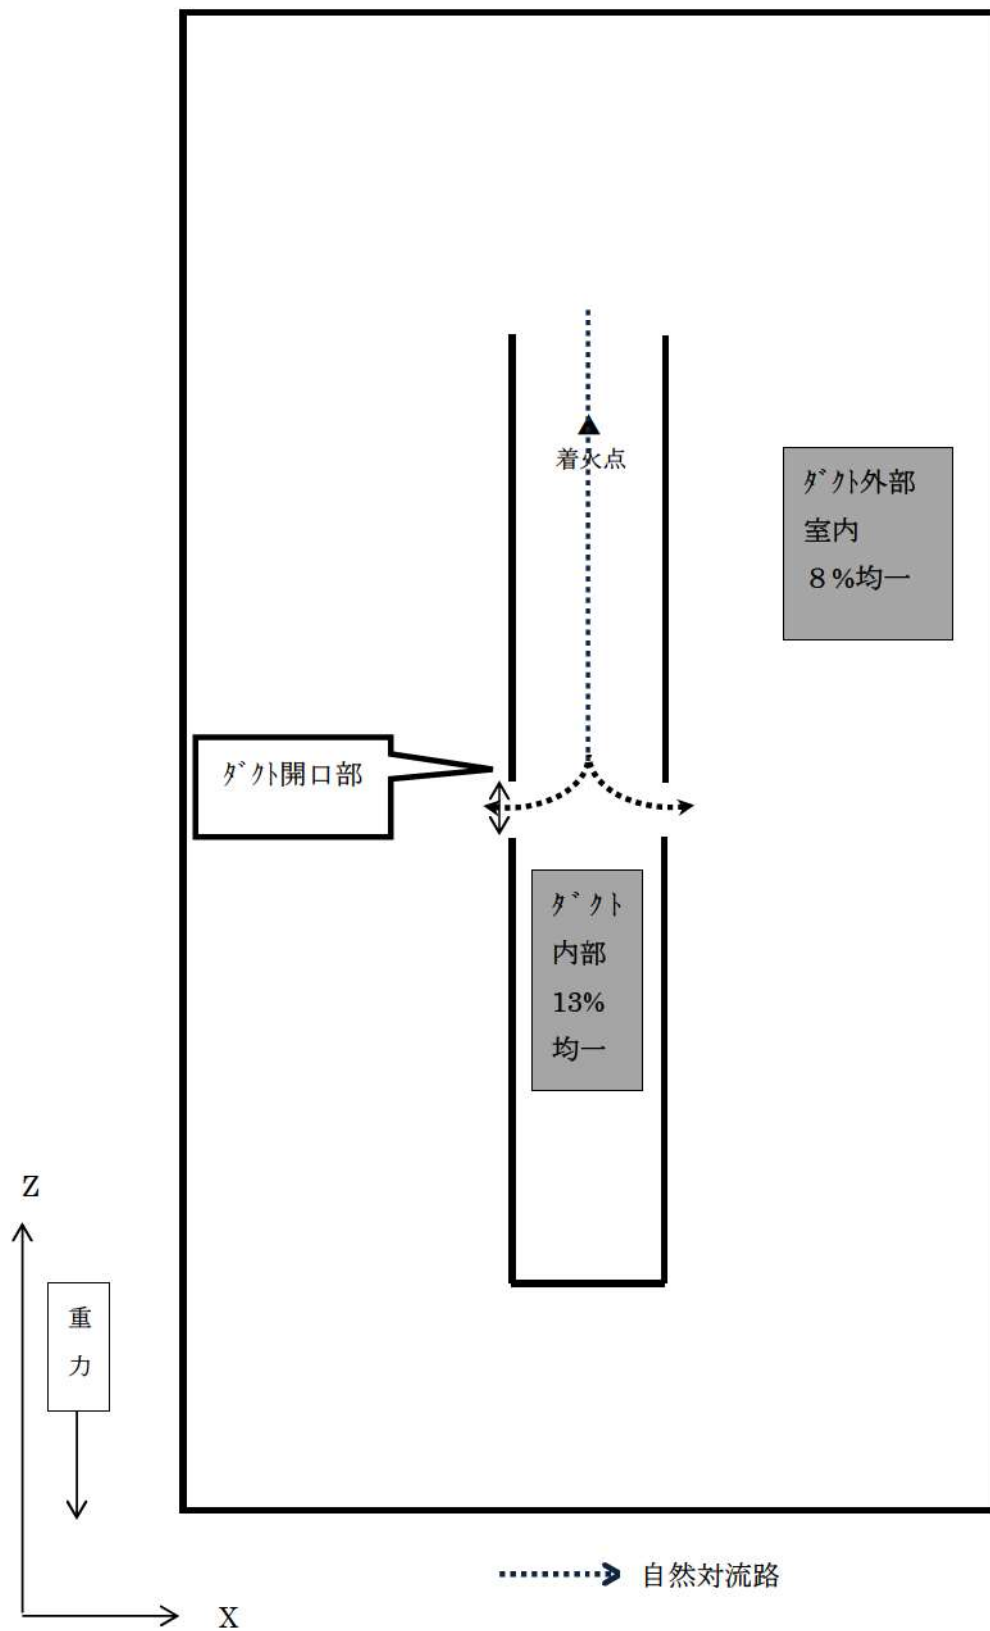 着火点
ダクト外部
室内
８%均一
ダクト開口部
ダクト
内部
13%
均一
Z
重
力
自然対流路
X